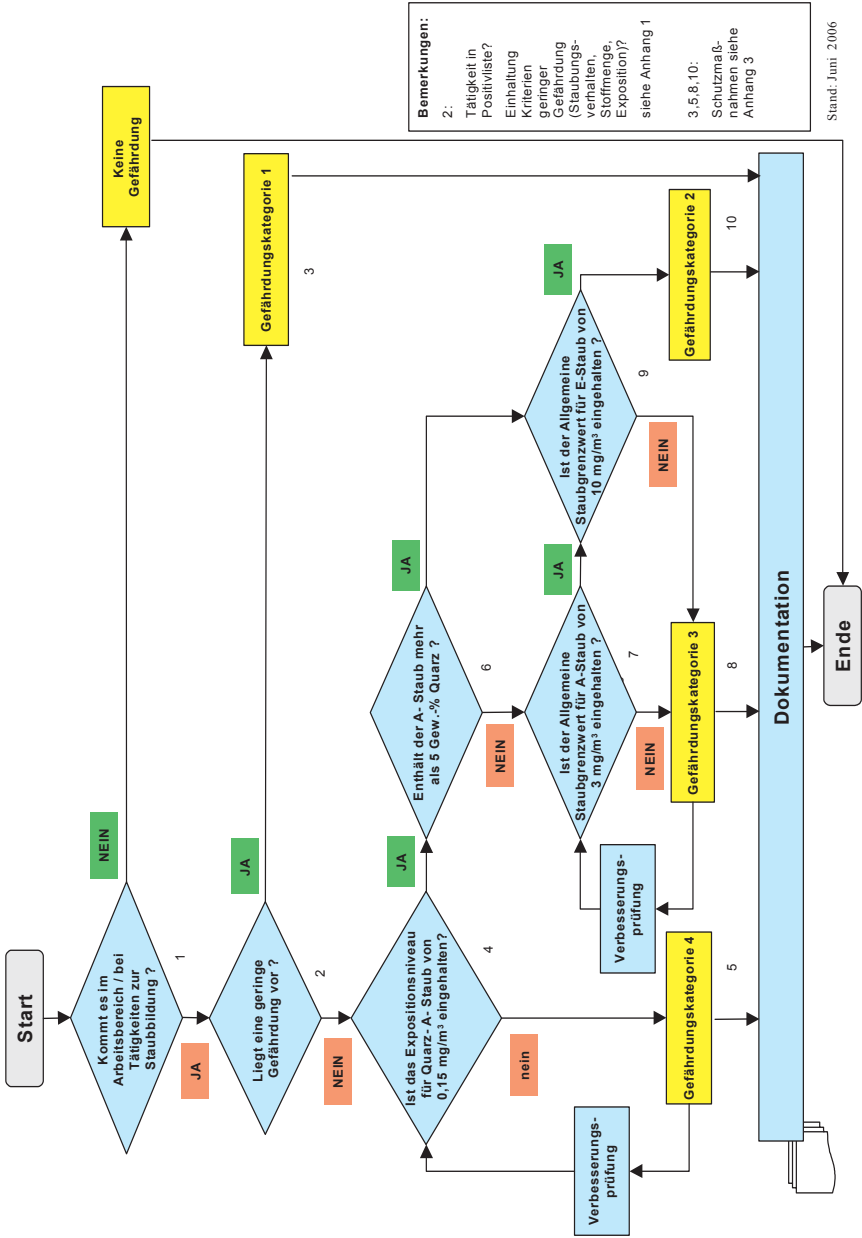 Start
Kommt es im
Arbeitsbereich / bei
Tätigkeiten zur
Staubbildung ?
1
NEIN
Keine
Gefährdung
JA
Liegt eine geringe
Gefährdung vor ?
2
JA
Gefährdungskategorie 1
3
NEIN
Ist das Expositionsniveau
für Quarz- A- Staub von
0,15 mg/m³ eingehalten?
4
nein
Gefährdungskategorie 4
5
Verbesserungs-
prüfung
JA
Enthält der A- Staub mehr
als 5 Gew.-% Quarz ?
6
JA
NEIN
Ist der Allgemeine
Staubgrenzwert für A-Staub von
3 mg/m³ eingehalten ?
7
NEIN
Gefährdungskategorie 3
8
Verbesserungs-
prüfung
JA
Ist der Allgemeine
Staubgrenzwert für E-Staub von
10 mg/m³ eingehalten ?
9
NEIN
JA
Gefährdungskategorie 2
10
Dokumentation
Ende
Bemerkungen:
2:
Tätigkeit in
Positivliste?
Einhaltung
Kriterien
geringer
Gefährdung
(Staubungs-
verhalten,
Stoffmenge,
Exposition)?
siehe Anhang 1
3,5,8,10:
Schutzmaß-
nahmen siehe
Anhang 3
Stand: Juni 2006